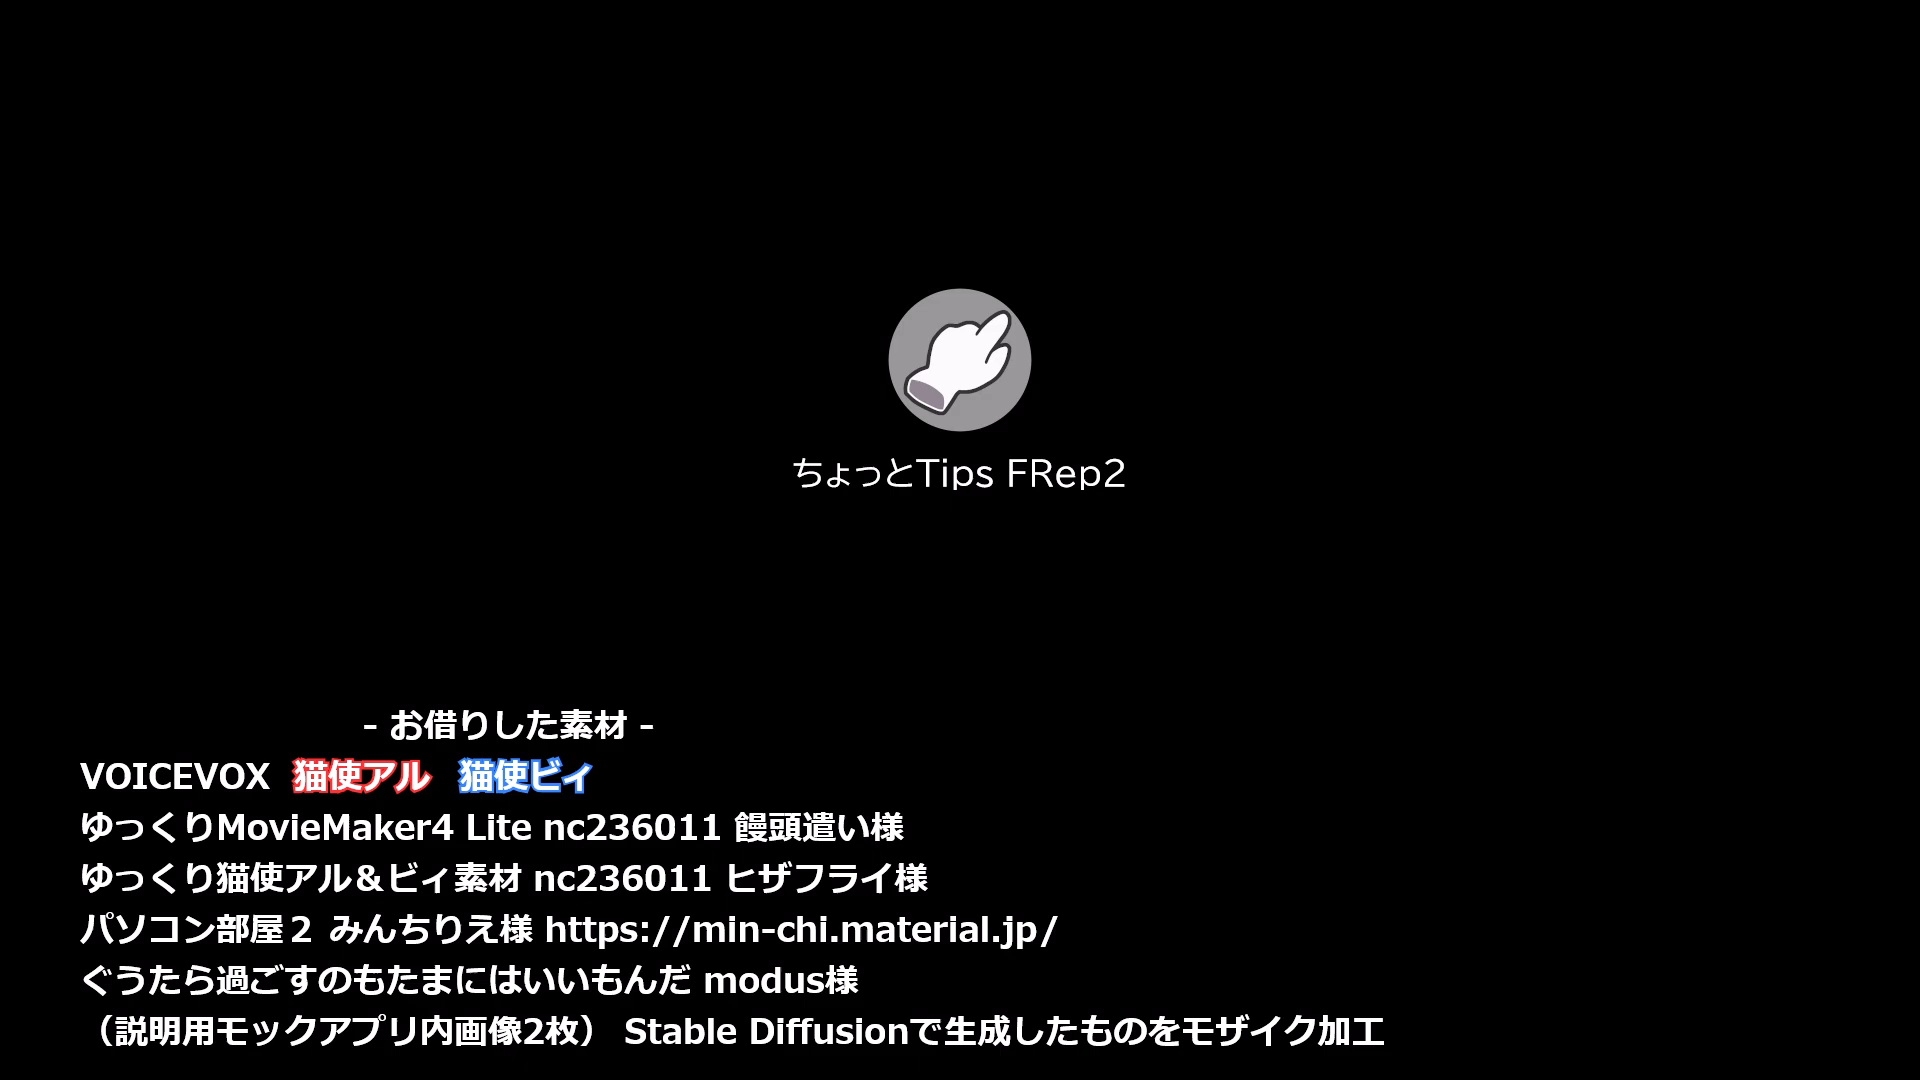 ちょっとTips FRep2
- お借りした素材 -
VOICEVOX 猫使アル 猫使ビィ
ゆっくりMovieMaker4 Lite nc236011 饅頭遣い様
ゆっくり猫使アル＆ビィ素材 nc236011 ヒザフライ様
パソコン部屋２ みんちりえ様 https://min-chi.material.jp/
ぐうたら過ごすのもたまにはいいもんだ modus様
（説明用モックアプリ内画像2枚） Stable Diffusionで生成したものをモザイク加工